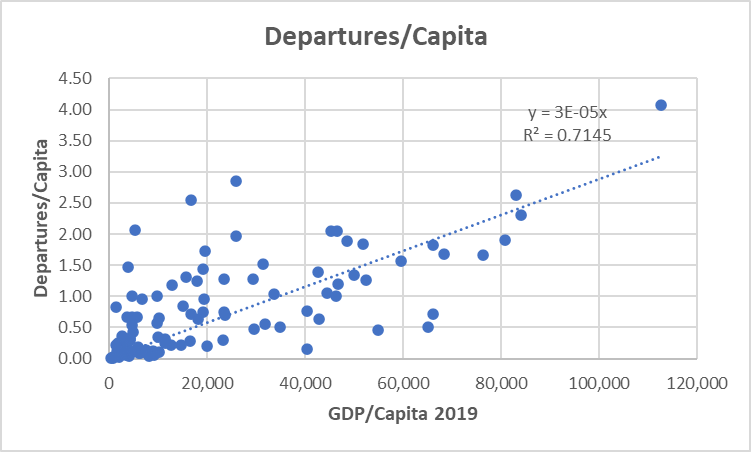 Departures/Capita
4.50
4.00
3.50
3.00
2.50
2.00
1.50
1.00
0.50
0.00
Departures/Capita
y = 3E-05x
R² = 0.7145
0 20,000 40,000 60,000 80,000 100,000 120,000
GDP/Capita 2019